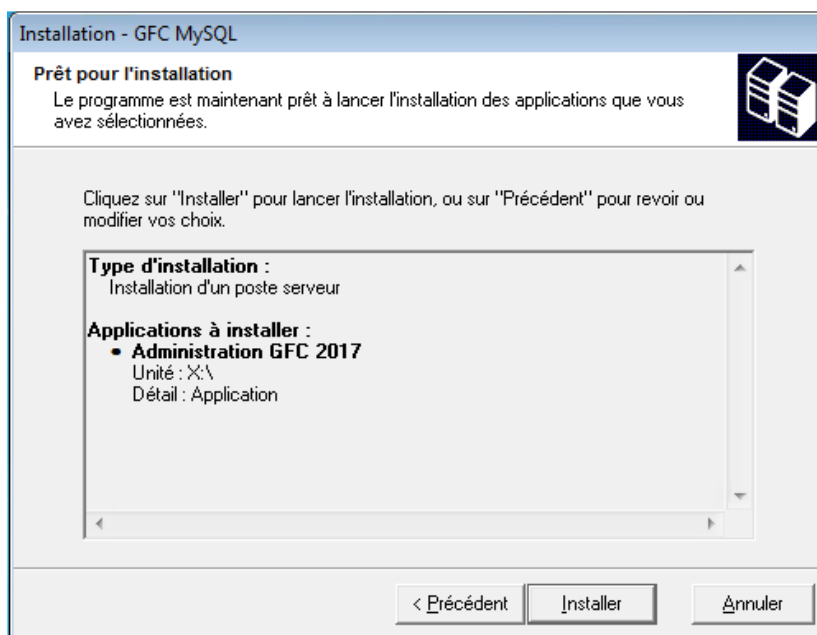 Installation - GFC MySQL
Prêt pour l'installation
Le programme est maintenant prêt à lancer l'installation des applications que vous
avez sélectionnées.
Cliquez sur "Installer" pour lancer l'installation, ou sur "Précédent" pour revoir ou
modifier vos choix.
Type d'installation :
Installation d'un poste serveur
Applications à installer :
• Administration GFC 2017
Unité : X:\
Détail : Application
< Précédent
Installer
Annuler